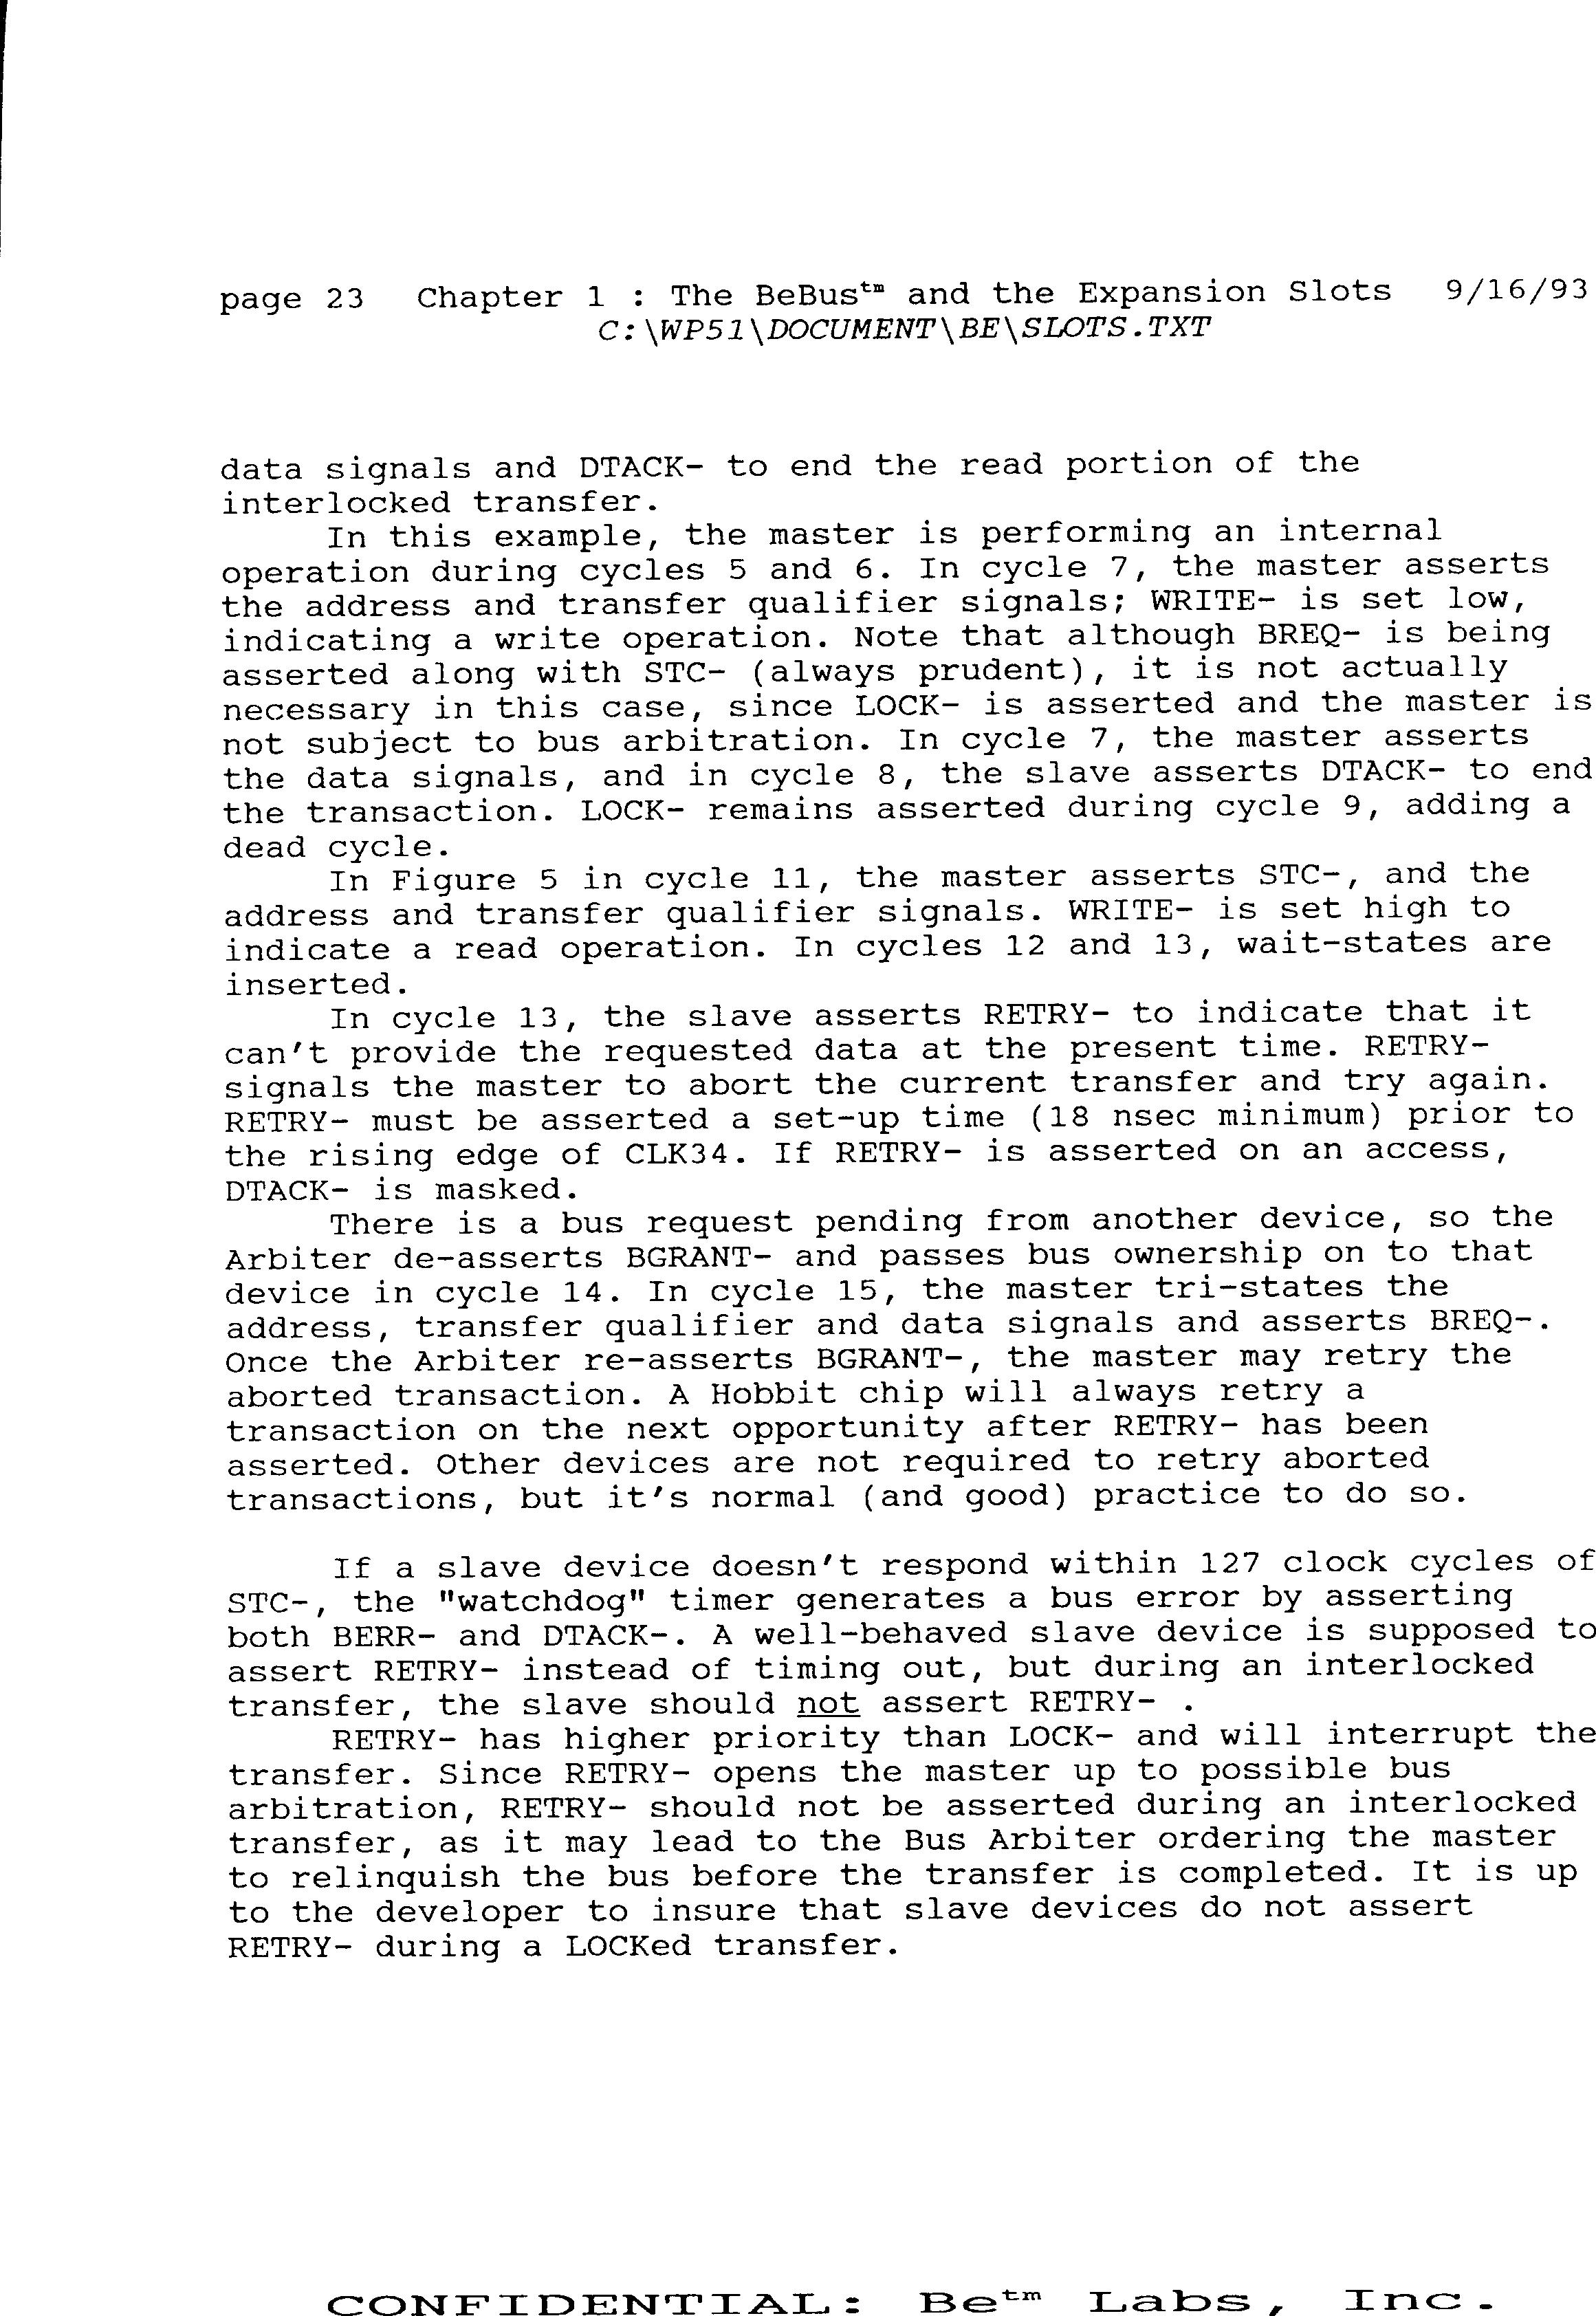 page 23   Chapter 1 : The BeBus™ and the Expansion Slots   9/16/93
C:\WP51\DOCUMENT\BE\SLOTS.TXT
data signals and DTACK- to end the read portion of the
interlocked transfer.
In this example, the master is performing an internal
operation during cycles 5 and 6. In cycle 7, the master asserts
the address and transfer qualifier signals; WRITE- is set low,
indicating a write operation. Note that although BREQ- is being
asserted along with STC- (always prudent), it is not actually
necessary in this case, since LOCK- is asserted and the master is
not subject to bus arbitration. In cycle 7, the master asserts
the data signals, and in cycle 8, the slave asserts DTACK- to end
the transaction. LOCK- remains asserted during cycle 9, adding a
dead cycle.
In Figure 5 in cycle 11, the master asserts STC-, and the
address and transfer qualifier signals. WRITE- is set high to
indicate a read operation. In cycles 12 and 13, wait-states are
inserted.
In cycle 13, the slave asserts RETRY- to indicate that it
can't provide the requested data at the present time. RETRY-
signals the master to abort the current transfer and try again.
RETRY- must be asserted a set-up time (18 nsec minimum) prior to
the rising edge of CLK34. If RETRY- is asserted on an access,
DTACK- is masked.
There is a bus request pending from another device, so the
Arbiter de-asserts BGRANT- and passes bus ownership on to that
device in cycle 14. In cycle 15, the master tri-states the
address, transfer qualifier and data signals and asserts BREQ-.
Once the Arbiter re-asserts BGRANT-, the master may retry the
aborted transaction. A Hobbit chip will always retry a
transaction on the next opportunity after RETRY- has been
asserted. Other devices are not required to retry aborted
transactions, but it's normal (and good) practice to do so.
If a slave device doesn't respond within 127 clock cycles of
STC-, the "watchdog" timer generates a bus error by asserting
both BERR- and DTACK-. A well-behaved slave device is supposed to
assert RETRY- instead of timing out, but during an interlocked
transfer, the slave should not assert RETRY- .
RETRY- has higher priority than LOCK- and will interrupt the
transfer. Since RETRY- opens the master up to possible bus
arbitration, RETRY- should not be asserted during an interlocked
transfer, as it may lead to the Bus Arbiter ordering the master
to relinquish the bus before the transfer is completed. It is up
to the developer to insure that slave devices do not assert
RETRY- during a LOCKed transfer.
CONFIDENTIAL: Be™ Labs, Inc.